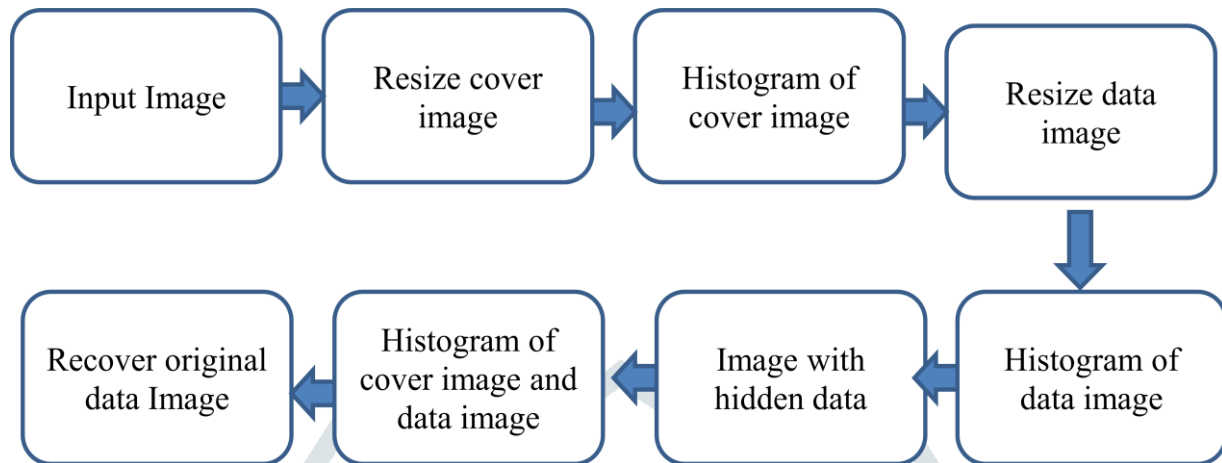 Input Image
Resize cover
image
Histogram of
cover image
Resize data
image
Histogram of
data image
Image with
hidden data
Histogram of
cover image and
data image
Recover original
data Image